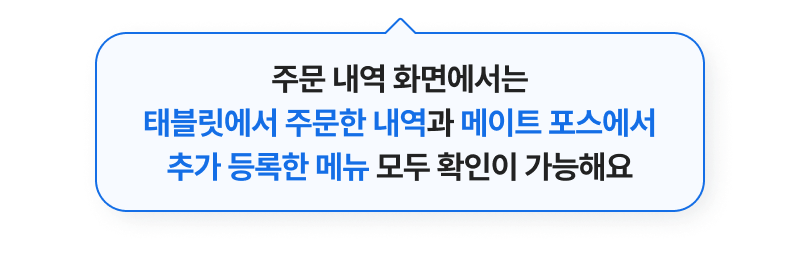 주문 내역 화면에서는
태블릿에서 주문한 내역과 메이트 포스에서
추가 등록한 메뉴 모두 확인이 가능해요